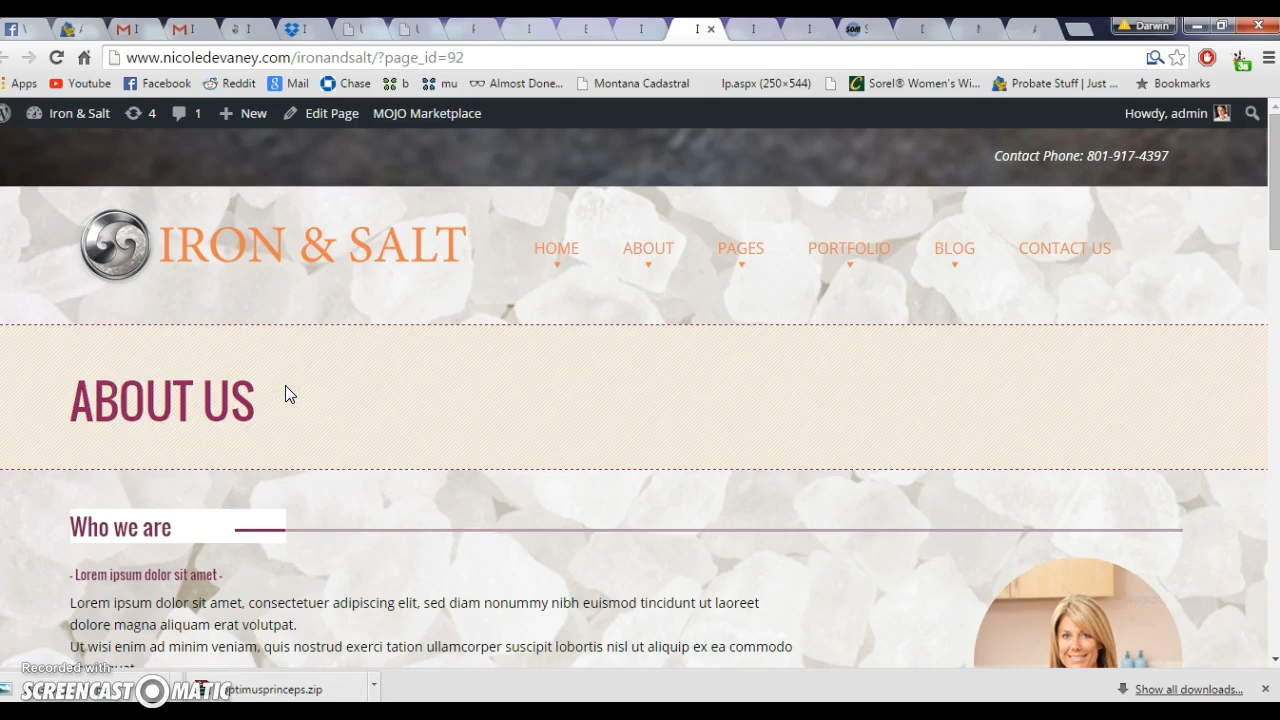 Darwin
www.nicoledevaney.com/ironandsalt/?page_id=92
Apps Youtube Facebook Reddit Mail Chase b mu Almost Done... Montana Cadastral lp.aspx (250×544) Sorel® Women's Wi... Probate Stuff | Just ... Bookmarks
Iron & Salt 4 1 New Edit Page MOJO Marketplace Howdy, admin
Contact Phone: 801-917-4397
IRON & SALT
HOME ABOUT PAGES PORTFOLIO BLOG CONTACT US
ABOUT US
Who we are
- Lorem ipsum dolor sit amet -
Lorem ipsum dolor sit amet, consectetuer adipiscing elit, sed diam nonummy nibh euismod tincidunt ut laoreet
dolore magna aliquam erat volutpat.
Ut wisi enim ad minim veniam, quis nostrud exerci tation ullamcorper suscipit lobortis nisl ut aliquip ex ea commodo
Recorded with
SCREENCAST-O-MATIC
ptimusprinceps.zip
Show all downloads...